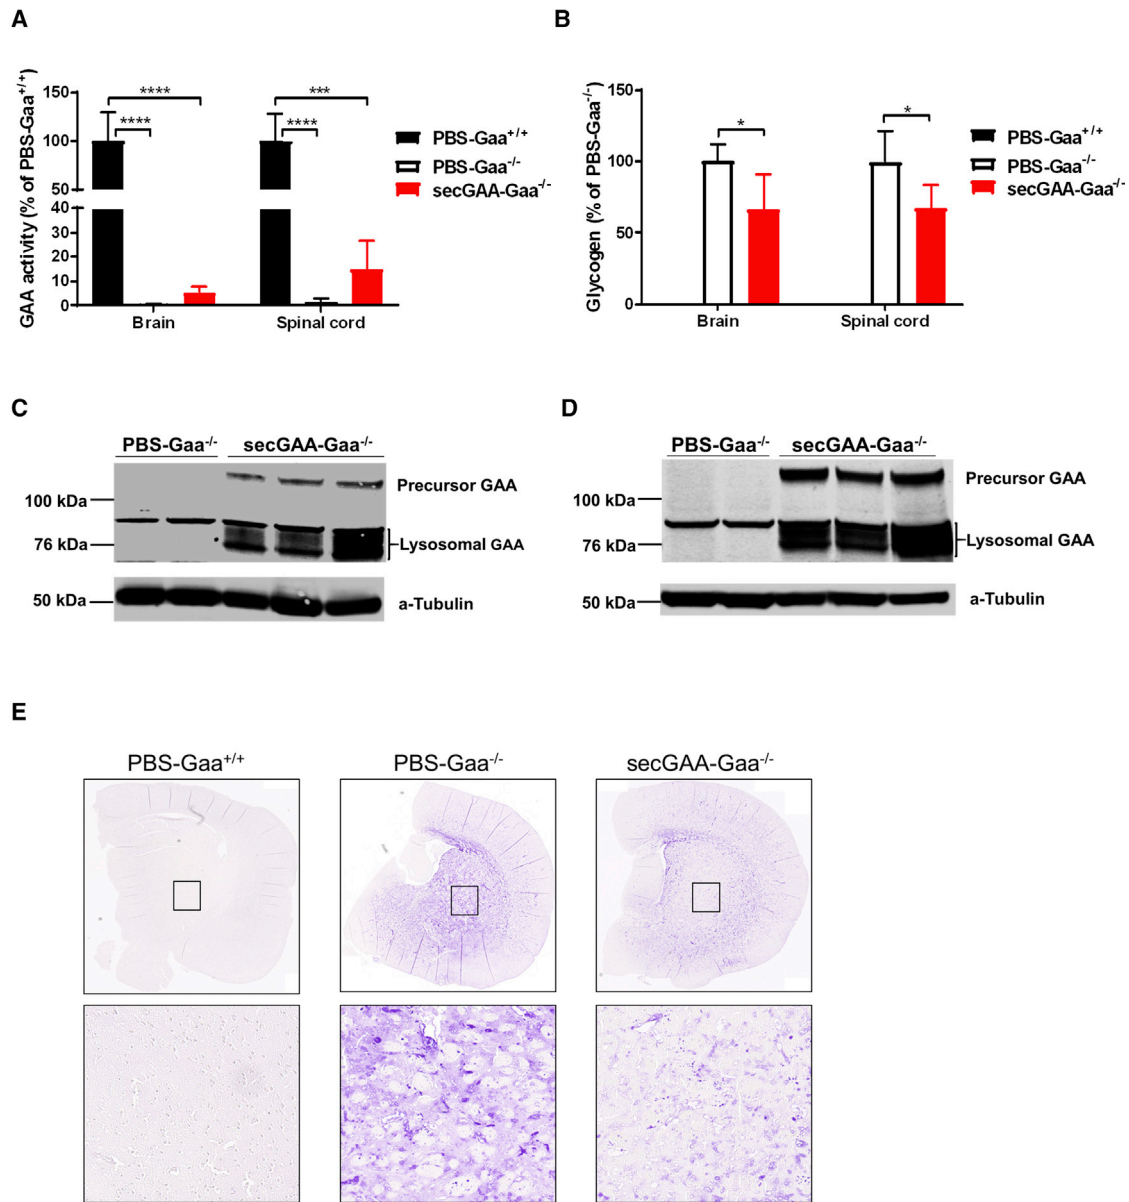 A
B
GAA activity (% of PBS-Gaa+/+)
150
100
50
40
30
20
10
0
****
****
***
****
Brain
Spinal cord
PBS-Gaa+/+
PBS-Gaa-/-
secGAA-Gaa-/-
Glycogen (% of PBS-Gaa-/-)
150
100
50
0
*
*
Brain
Spinal cord
PBS-Gaa+/+
PBS-Gaa-/-
secGAA-Gaa-/-
C
D
PBS-Gaa-/- secGAA-Gaa-/-
Precursor GAA
100 kDa
76 kDa
Lysosomal GAA
50 kDa
a-Tubulin
PBS-Gaa-/- secGAA-Gaa-/-
Precursor GAA
100 kDa
76 kDa
Lysosomal GAA
50 kDa
a-Tubulin
E
PBS-Gaa+/+
PBS-Gaa-/-
secGAA-Gaa-/-